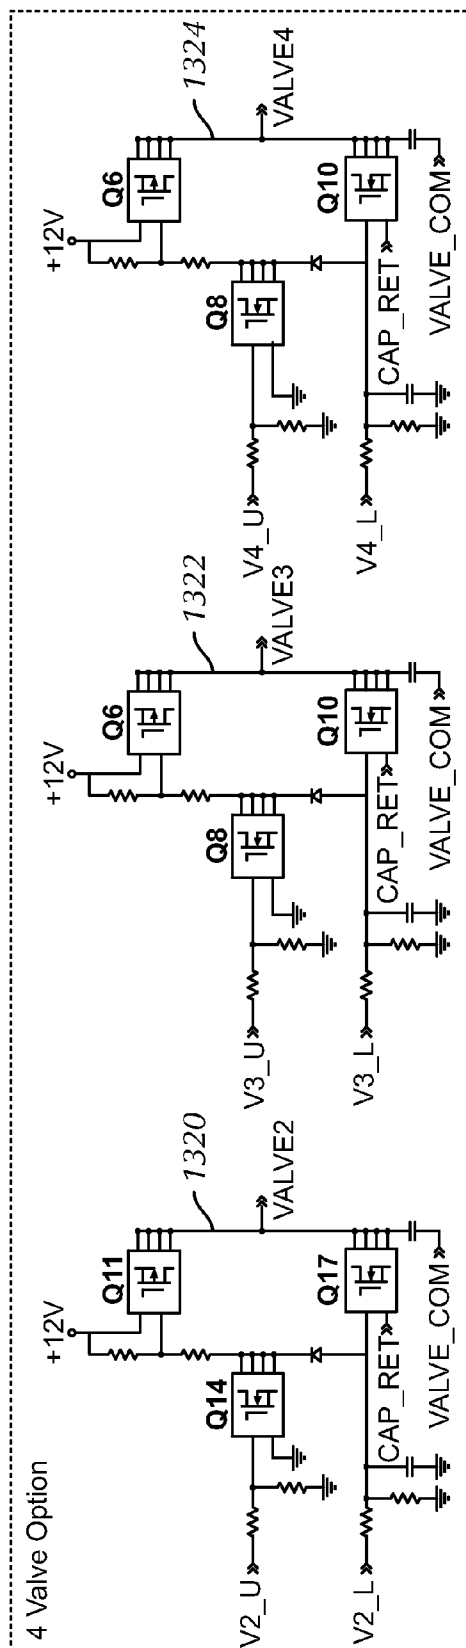 4 Valve Option
+12V
Q11
1320
Q14
VALVE2
V2_U
Q17
CAP_RET
V2_L
VALVE_COM
+12V
Q6
1322
Q8
VALVE3
V3_U
Q10
CAP_RET
V3_L
VALVE_COM
+12V
Q6
1324
Q8
VALVE4
V4_U
Q10
CAP_RET
V4_L
VALVE_COM